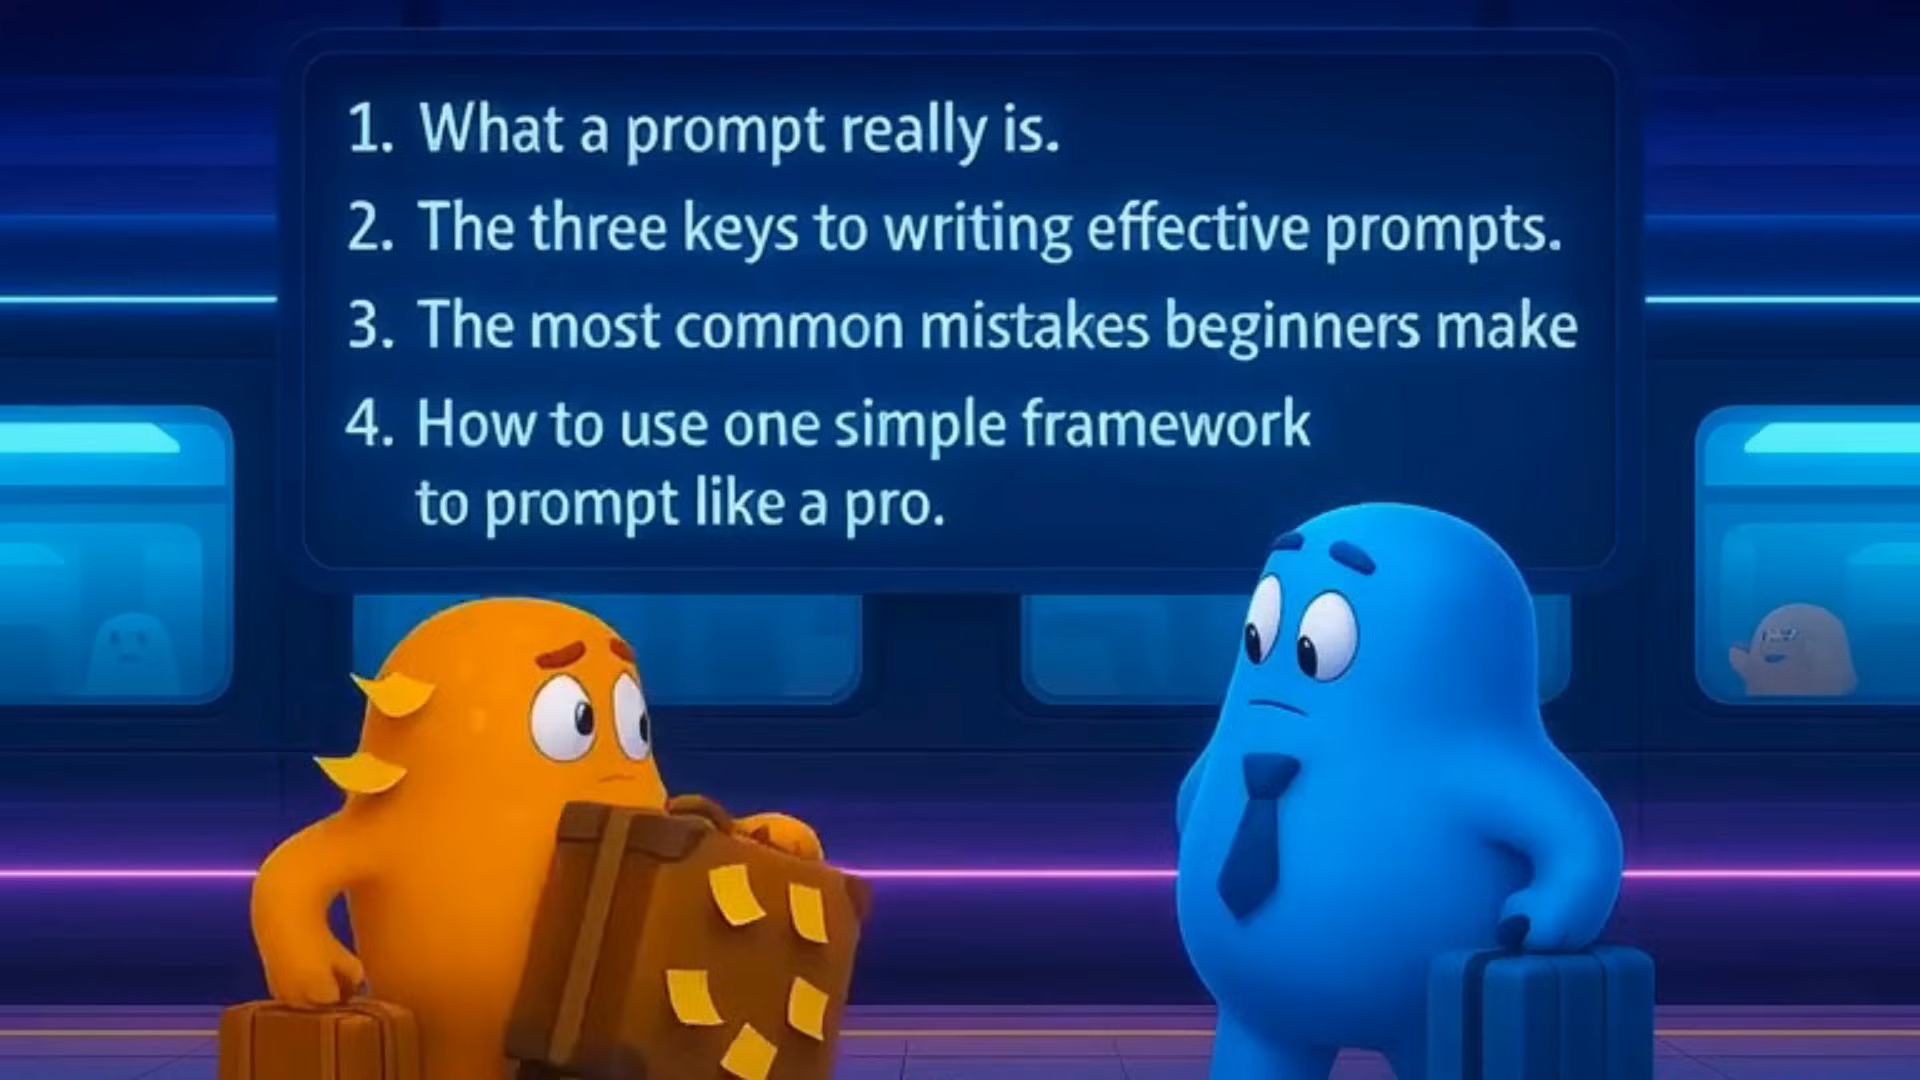 1. What a prompt really is.
2. The three keys to writing effective prompts.
3. The most common mistakes beginners make
4. How to use one simple framework
to prompt like a pro.